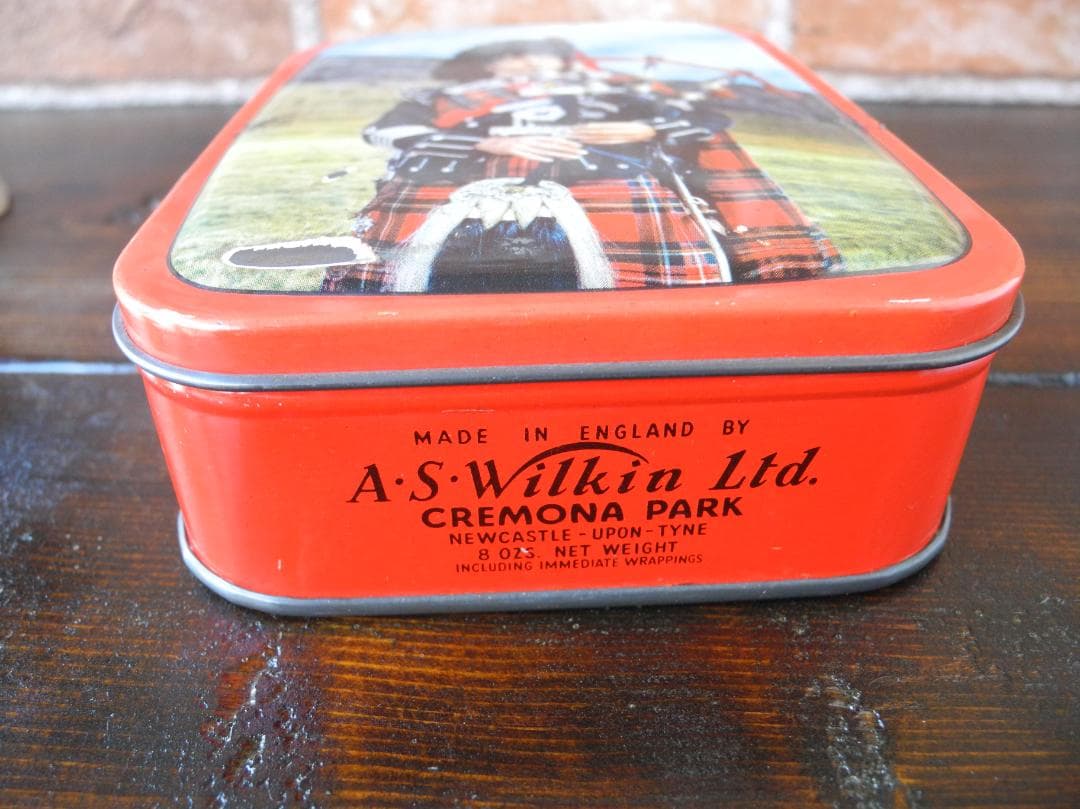 MADE IN ENGLAND BY
A·S·Wilkin Ltd.
CREMONA PARK
NEWCASTLE-UPON-TYNE
8 OZS. NET WEIGHT
INCLUDING IMMEDIATE WRAPPINGS